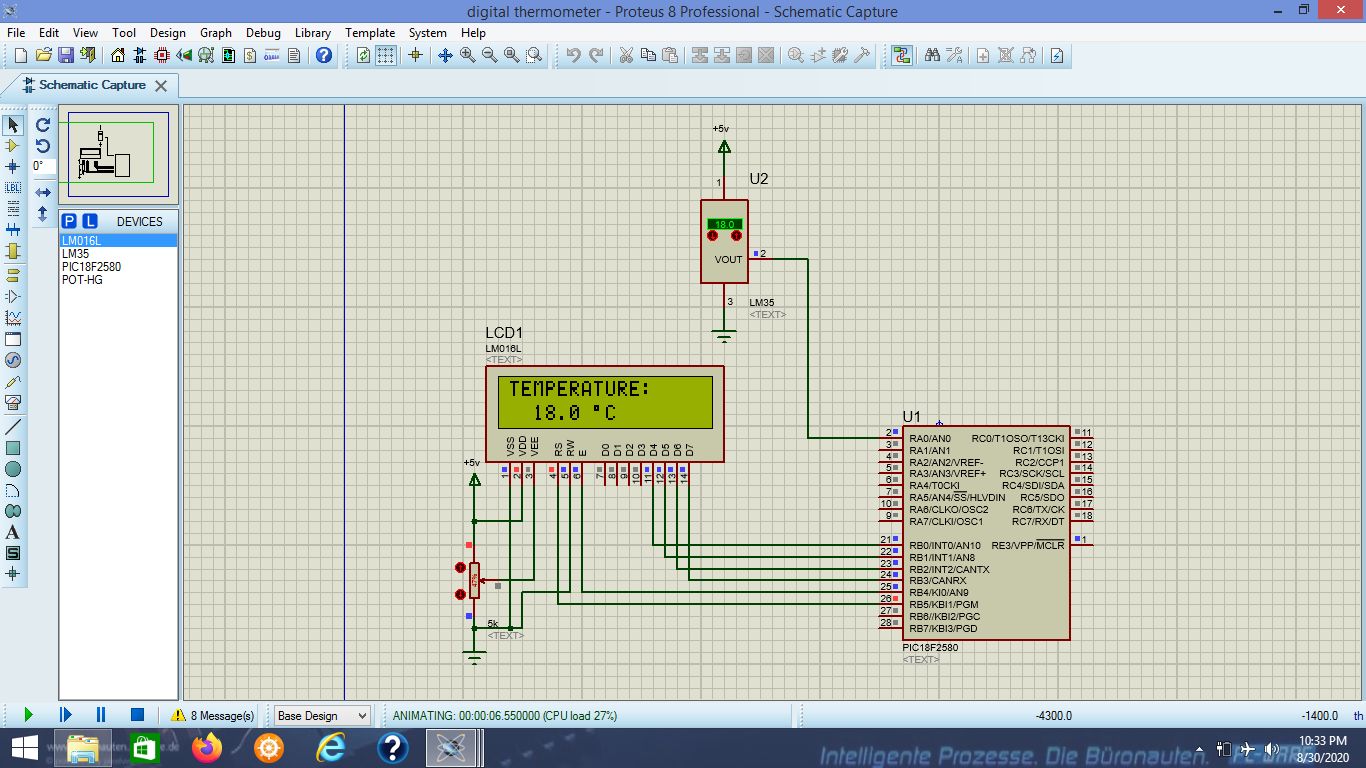 digital thermometer - Proteus 8 Professional - Schematic Capture
File Edit View Tool Design Graph Debug Library Template System Help
Schematic Capture
0°
LBL
P L DEVICES
LM016L
LM35
PIC18F2580
POT-HG
+5v
U2
1
18.0
VOUT
2
3
LM35
<TEXT>
LCD1
LM016L
<TEXT>
TEMPERATURE:
18.0 °C
VSS VDD VEE RS RW E D0 D1 D2 D3 D4 D5 D6 D7
1 2 3 4 5 6 7 8 9 10 11 12 13 14
+5v
47%
5k
<TEXT>
U1
2 RA0/AN0 RC0/T1OSO/T13CKI 11
3 RA1/AN1 RC1/T1OSI 12
4 RA2/AN2/VREF- RC2/CCP1 13
5 RA3/AN3/VREF+ RC3/SCK/SCL 14
6 RA4/T0CKI RC4/SDI/SDA 15
7 RA5/AN4/SS/HLVDIN RC5/SDO 16
10 RA6/CLKO/OSC2 RC6/TX/CK 17
9 RA7/CLKI/OSC1 RC7/RX/DT 18
21 RB0/INT0/AN10 RE3/VPP/MCLR 1
22 RB1/INT1/AN8
23 RB2/INT2/CANTX
24 RB3/CANRX
25 RB4/KI0/AN9
26 RB5/KBI1/PGM
27 RB6//KBI2/PGC
28 RB7/KBI3/PGD
PIC18F2580
<TEXT>
8 Message(s) Base Design ANIMATING: 00:00:06.550000 (CPU load 27%) -4300.0 -1400.0 th
Intelligente Prozesse. Die Büronauten.
10:33 PM
8/30/2020